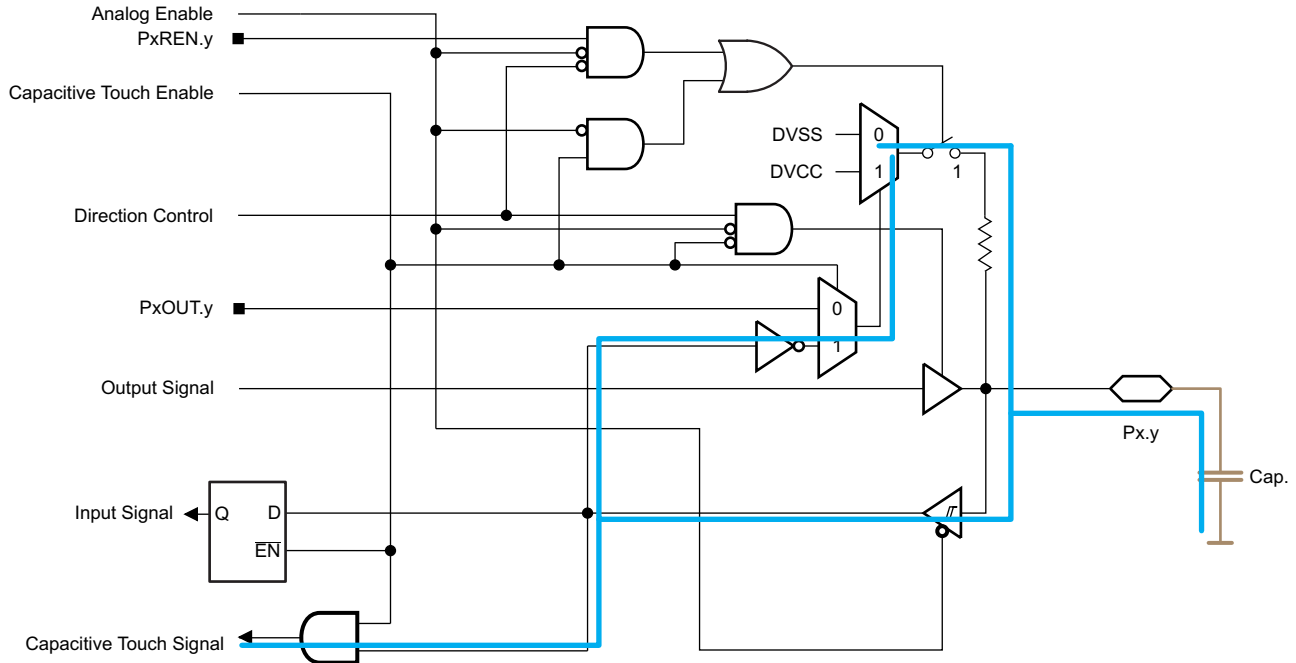 Analog Enable
PxREN.y
Capacitive Touch Enable
DVSS
0
DVCC
1
1
Direction Control
PxOUT.y
0
1
Output Signal
Px.y
Cap.
Input Signal
Q
D
EN
Capacitive Touch Signal